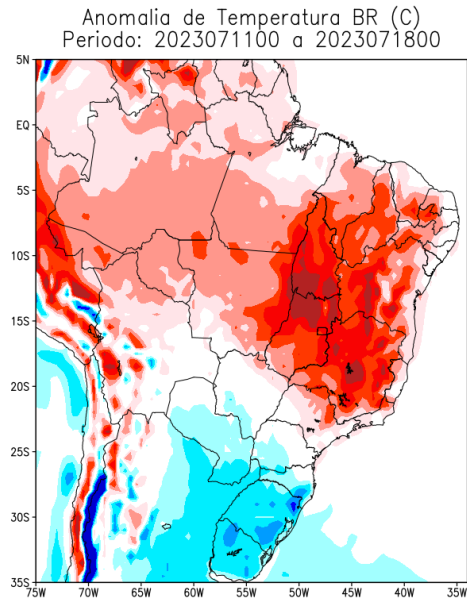 Anomalia de Temperatura BR (C)
Periodo: 2023071100 a 2023071800
5N
EQ
5S
10S
15S
20S
25S
30S
35S
75W 70W 65W 60W 55W 50W 45W 40W 35W